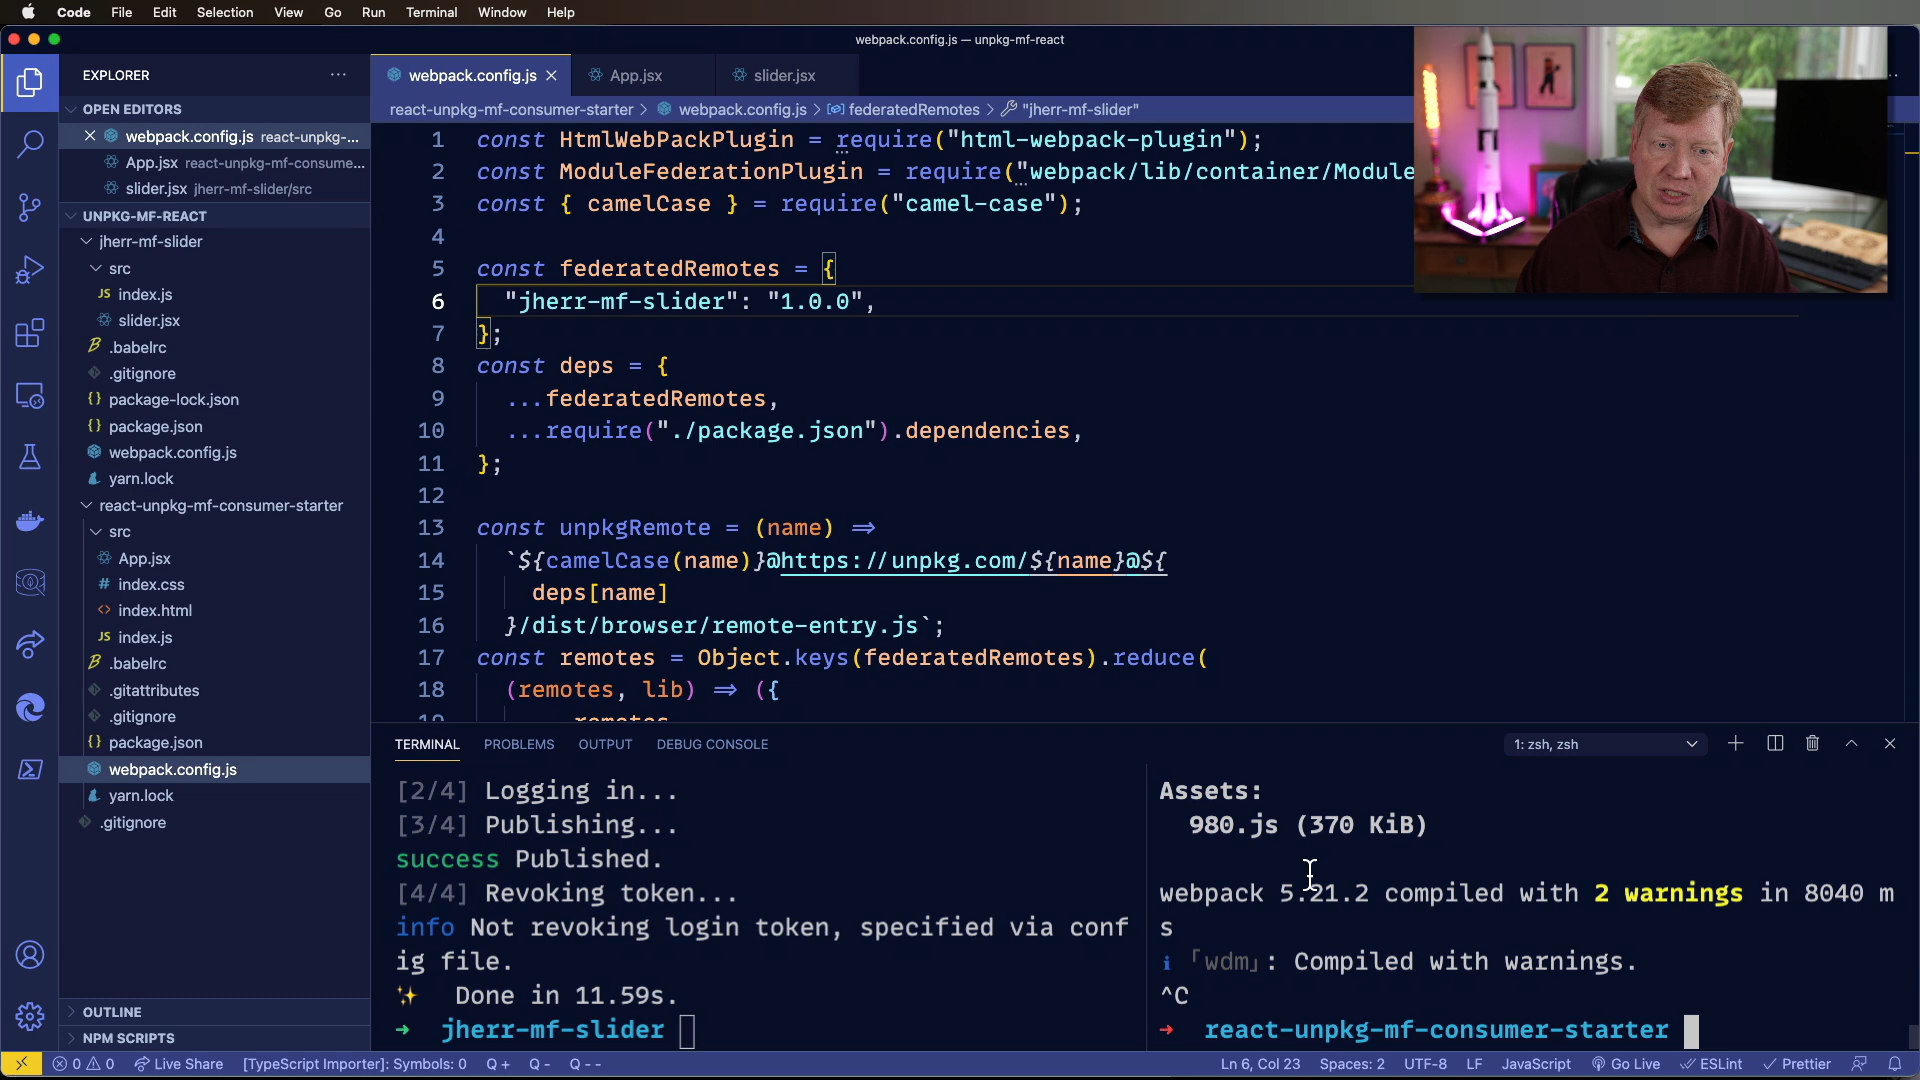 Code File Edit Selection View Go Run Terminal Window Help
webpack.config.js — unpkg-mf-react
EXPLORER
OPEN EDITORS
webpack.config.js react-unpkg-...
App.jsx react-unpkg-mf-consume...
slider.jsx jherr-mf-slider/src
UNPKG-MF-REACT
jherr-mf-slider
src
JS index.js
slider.jsx
.babelrc
.gitignore
{} package-lock.json
{} package.json
webpack.config.js
yarn.lock
react-unpkg-mf-consumer-starter
src
App.jsx
# index.css
<> index.html
JS index.js
.babelrc
.gitattributes
.gitignore
{} package.json
webpack.config.js
yarn.lock
.gitignore
OUTLINE
NPM SCRIPTS
webpack.config.js App.jsx slider.jsx
react-unpkg-mf-consumer-starter > webpack.config.js > federatedRemotes > "jherr-mf-slider"
1 const HtmlWebPackPlugin = require("html-webpack-plugin");
2 const ModuleFederationPlugin = require("webpack/lib/container/Module
3 const { camelCase } = require("camel-case");
4
5 const federatedRemotes = {
6 "jherr-mf-slider": "1.0.0",
7 };
8 const deps = {
9 ...federatedRemotes,
10 ...require("./package.json").dependencies,
11 };
12
13 const unpkgRemote = (name) =>
14 `${camelCase(name)}@https://unpkg.com/${name}@${
15 deps[name]
16 }/dist/browser/remote-entry.js`;
17 const remotes = Object.keys(federatedRemotes).reduce(
18 (remotes, lib) => ({
19 remotes
TERMINAL PROBLEMS OUTPUT DEBUG CONSOLE
1: zsh, zsh
[2/4] Logging in...
[3/4] Publishing...
success Published.
[4/4] Revoking token...
info Not revoking login token, specified via conf
ig file.
✨ Done in 11.59s.
→ jherr-mf-slider
Assets:
980.js (370 KiB)
webpack 5.21.2 compiled with 2 warnings in 8040 m
s
i 「wdm」: Compiled with warnings.
^C
→ react-unpkg-mf-consumer-starter
0 0 Live Share [TypeScript Importer]: Symbols: 0 Q + Q - Q - - Ln 6, Col 23 Spaces: 2 UTF-8 LF JavaScript Go Live ESLint Prettier